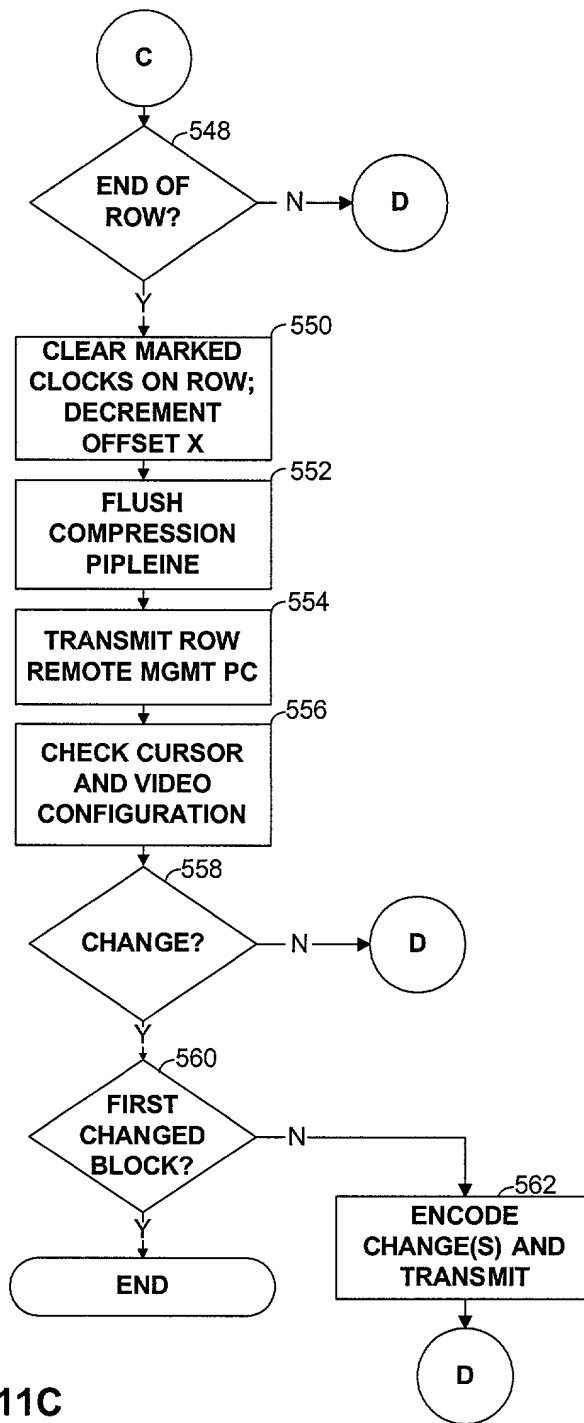 C
548
END OF
ROW?
N
D
Y
550
CLEAR MARKED
CLOCKS ON ROW;
DECREMENT
OFFSET X
552
FLUSH
COMPRESSION
PIPLEINE
554
TRANSMIT ROW
REMOTE MGMT PC
556
CHECK CURSOR
AND VIDEO
CONFIGURATION
558
CHANGE?
N
D
Y
560
FIRST
CHANGED
BLOCK?
N
562
ENCODE
CHANGE(S) AND
TRANSMIT
Y
END
D
11C